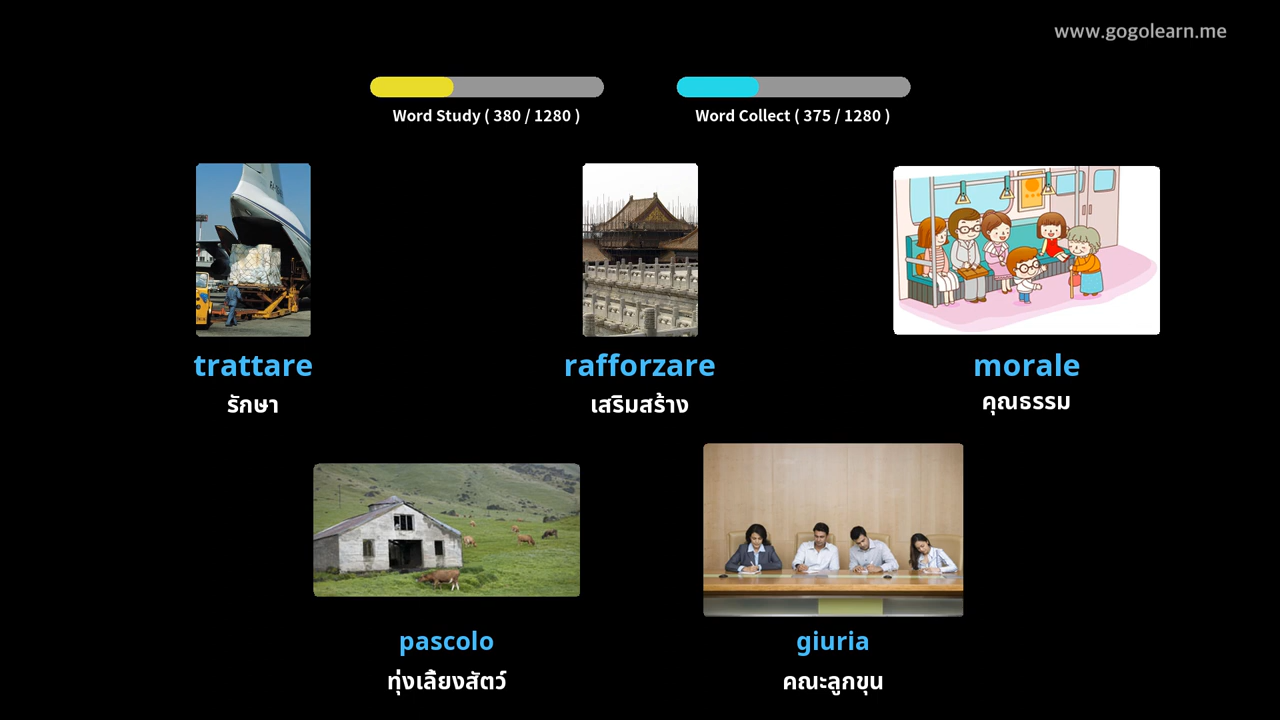 www.gogolearn.me
Word Study ( 380 / 1280 )
Word Collect ( 375 / 1280 )
trattare
รักษา
rafforzare
เสริมสร้าง
morale
คุณธรรม
pascolo
ทุ่งเลี้ยงสัตว์
giuria
คณะลูกขุน